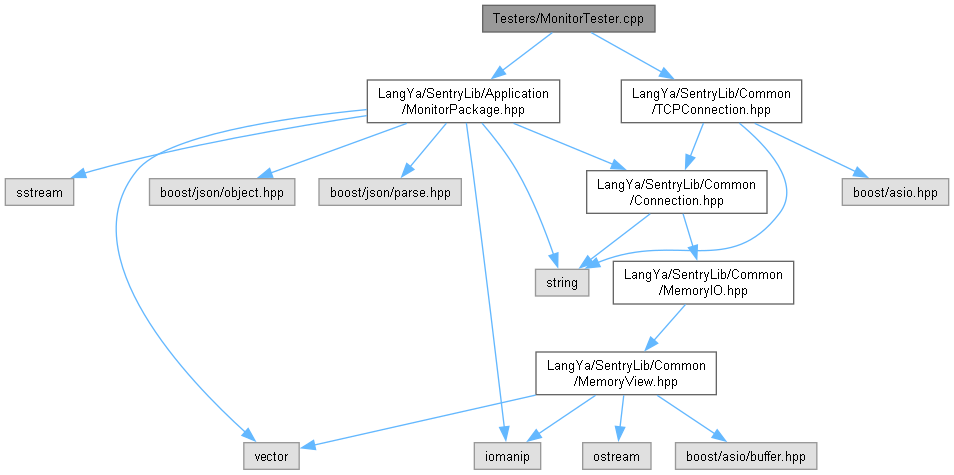 Testers/MonitorTester.cpp
LangYa/SentryLib/Application
/MonitorPackage.hpp
LangYa/SentryLib/Common
/TCPConnection.hpp
sstream
boost/json/object.hpp
boost/json/parse.hpp
LangYa/SentryLib/Common
/Connection.hpp
boost/asio.hpp
string
LangYa/SentryLib/Common
/MemoryIO.hpp
LangYa/SentryLib/Common
/MemoryView.hpp
vector
iomanip
ostream
boost/asio/buffer.hpp